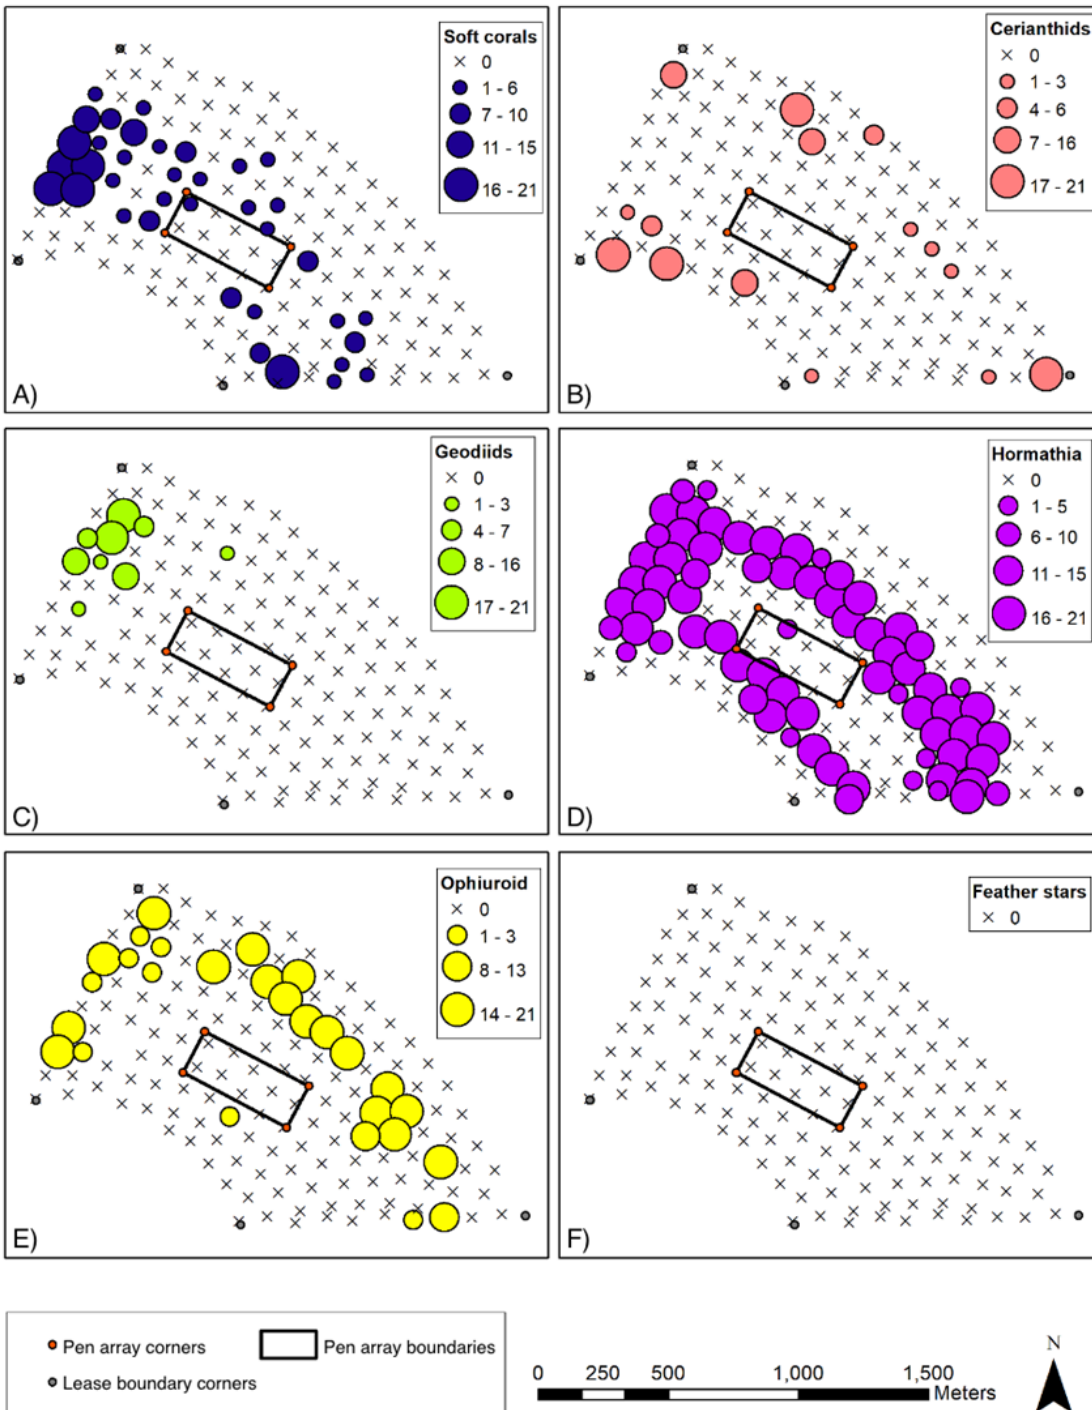 Soft corals
0
1 - 6
7 - 10
11 - 15
16 - 21
A)
Cerianthids
0
1 - 3
4 - 6
7 - 16
17 - 21
B)
Geodiids
0
1 - 3
4 - 7
8 - 16
17 - 21
C)
Hormathia
0
1 - 5
6 - 10
11 - 15
16 - 21
D)
Ophiuroid
0
1 - 3
8 - 13
14 - 21
E)
Feather stars
0
F)
Pen array corners
Pen array boundaries
Lease boundary corners
0 250 500 1,000 1,500
Meters
N